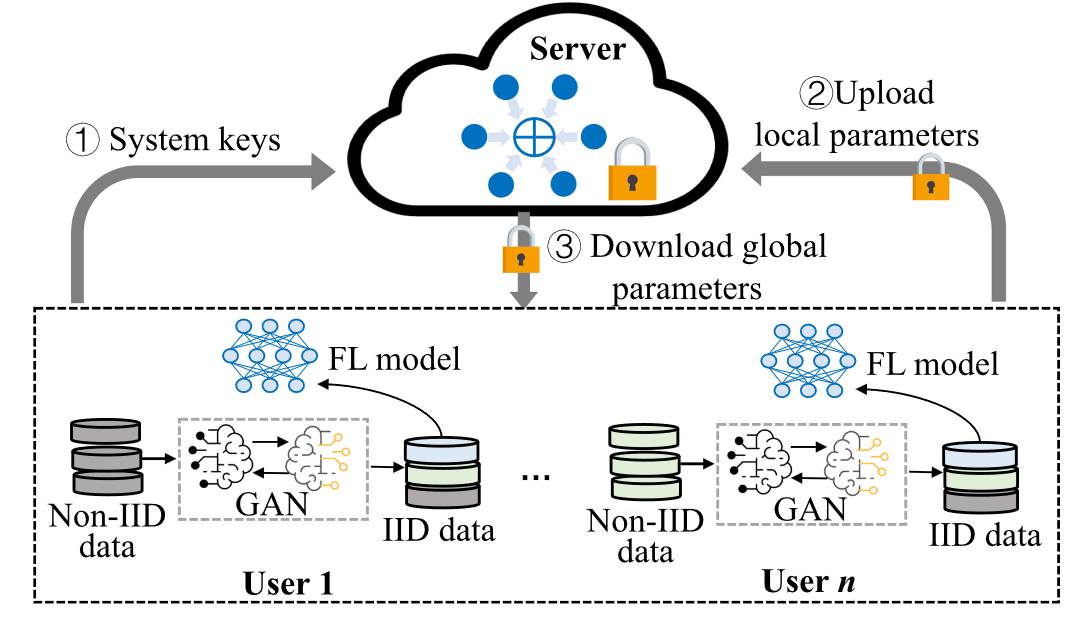 Server
① System keys
②Upload
local parameters
③ Download global
parameters
FL model
Non-IID
data
GAN
IID data
User 1
...
FL model
Non-IID
data
GAN
IID data
User n